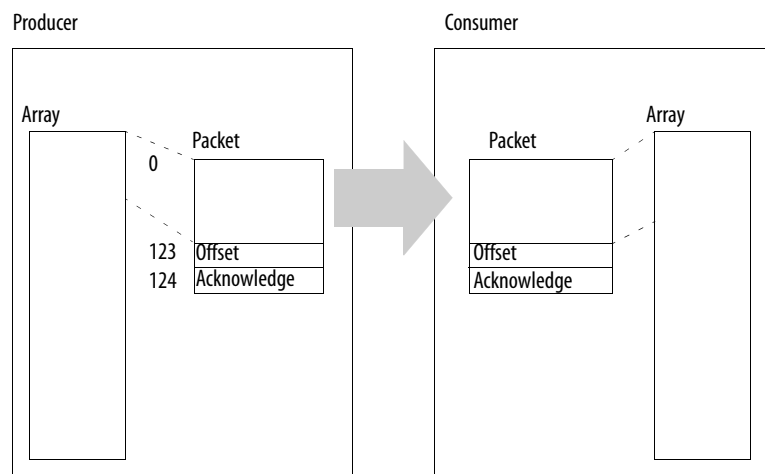 Producer
Consumer
Array
Packet
0
123 Offset
124 Acknowledge
Packet
Array
Offset
Acknowledge